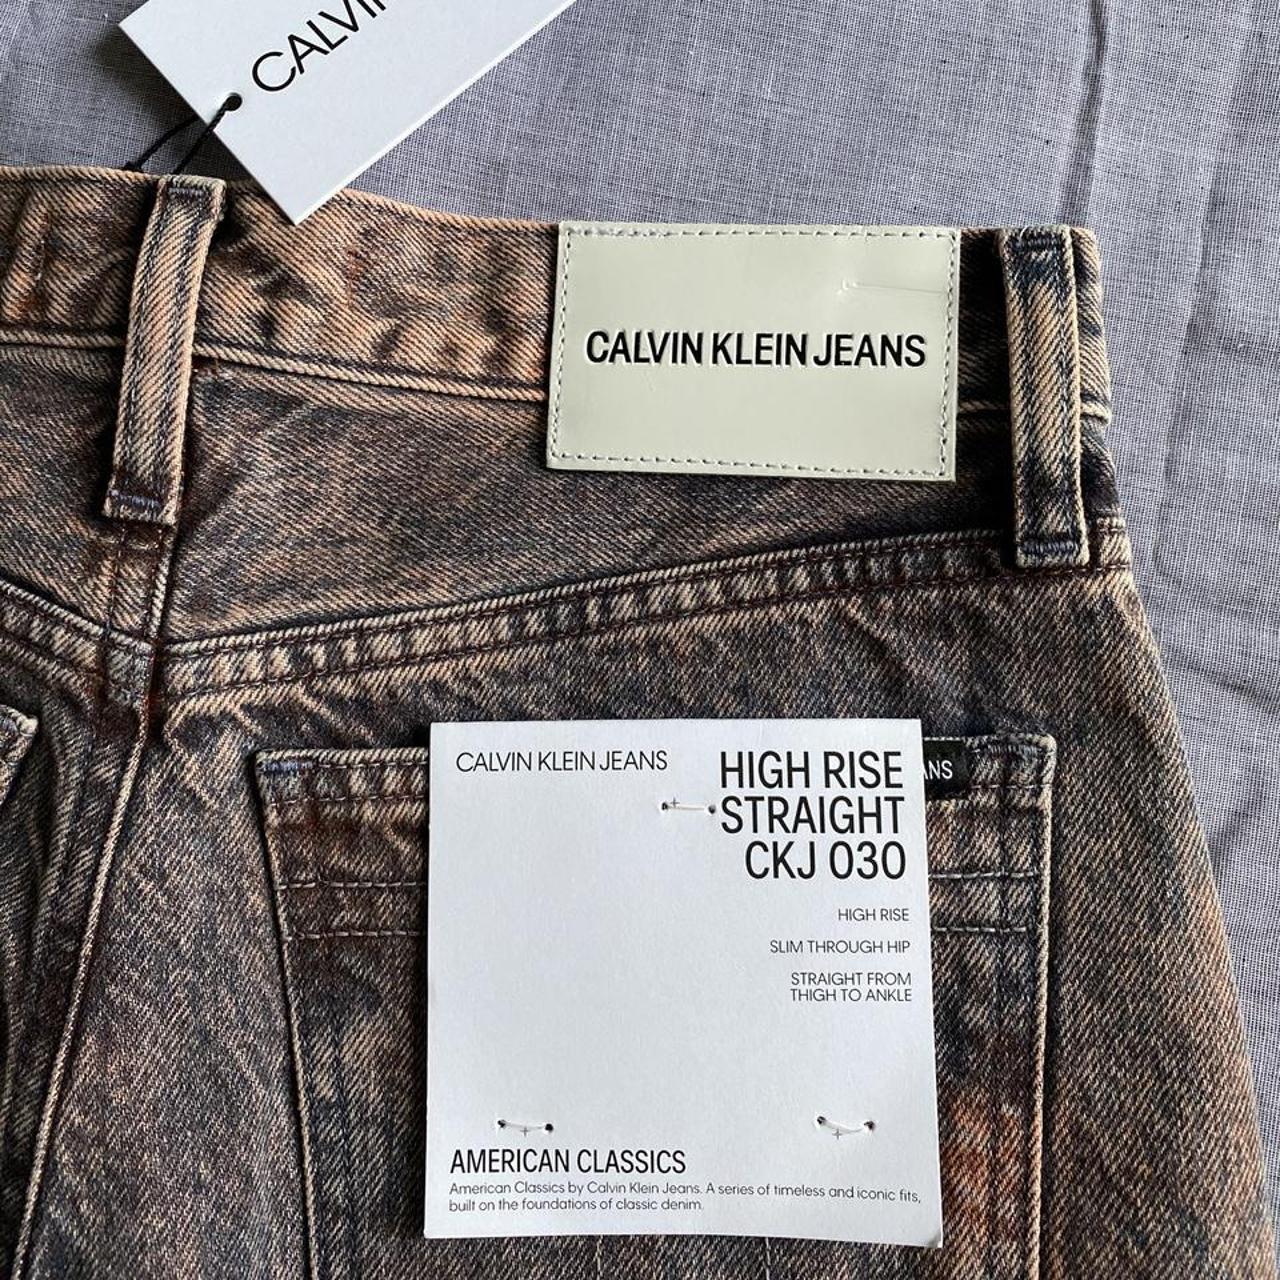 CALVIN KLEIN JEANS
CALVIN KLEIN JEANS
HIGH RISE
STRAIGHT
CKJ 030
HIGH RISE
SLIM THROUGH HIP
STRAIGHT FROM
THIGH TO ANKLE
AMERICAN CLASSICS
American Classics by Calvin Klein Jeans. A series of timeless and iconic fits,
built on the foundations of classic denim.